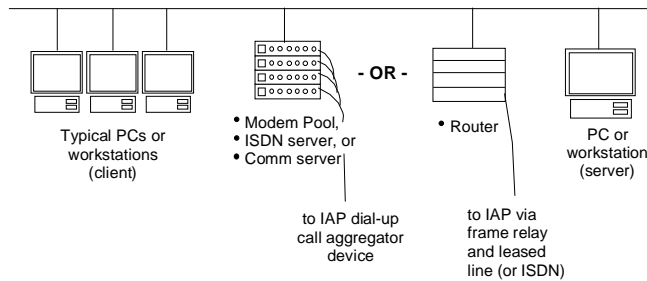 - OR -
Typical PCs or
workstations
(client)
• Modem Pool,
• ISDN server, or
• Comm server
• Router
PC or
workstation
(server)
to IAP dial-up
call aggregator
device
to IAP via
frame relay
and leased
line (or ISDN)